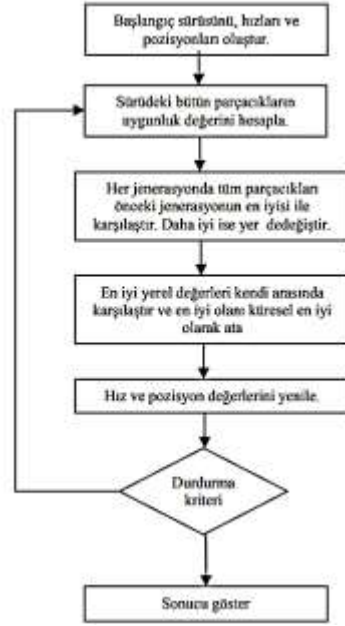 Başlangıç sürüsünü, hızları ve
pozisyonları oluştur.
Sürüdeki bütün parçacıkların
uygunluk değerini hesapla.
Her jenerasyonda tüm parçacıkları
önceki jenerasyonun en iyisi ile
karşılaştır. Daha iyi ise yer dedeğiştir.
En iyi yerel değerleri kendi arasında
karşılaştır ve en iyi olanı küresel en iyi
olarak ata
Hız ve pozisyon değerlerini yenile.
Durdurma
kriteri
Sonucu göster